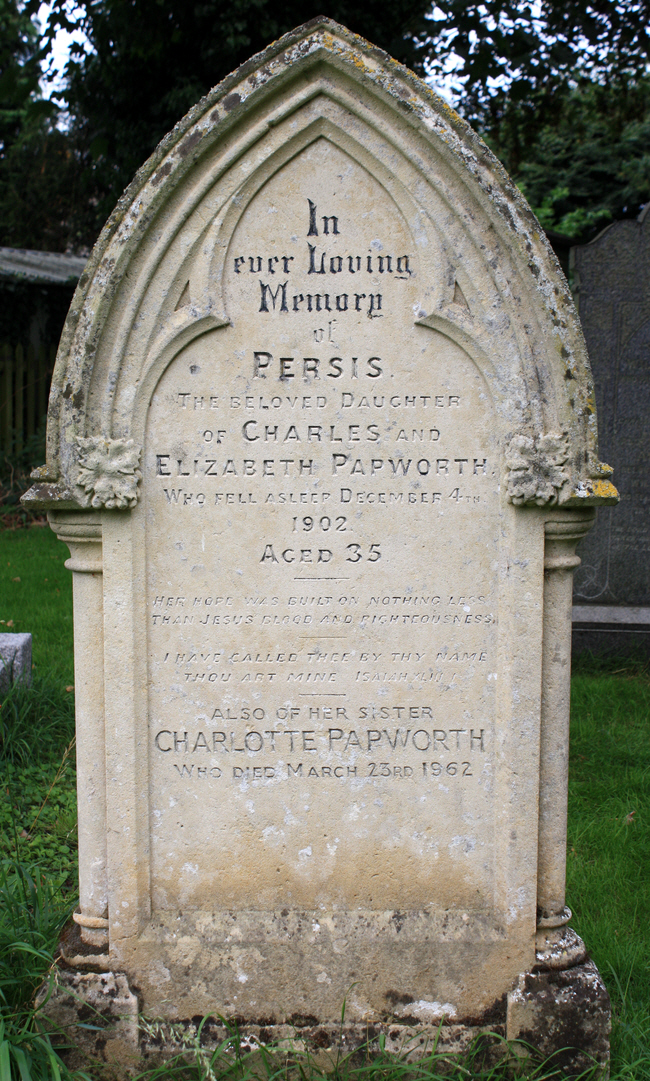 In
ever Loving
Memory
of
PERSIS.
THE BELOVED DAUGHTER
OF CHARLES AND
ELIZABETH PAPWORTH.
WHO FELL ASLEEP DECEMBER 4TH
1902.
AGED 35.
HER HOPE WAS BUILT ON NOTHING LESS
THAN JESUS BLOOD AND RIGHTEOUSNESS.
I HAVE CALLED THEE BY THY NAME
THOU ART MINE ISAIAH XLIII I
ALSO OF HER SISTER
CHARLOTTE PAPWORTH
WHO DIED MARCH 23RD 1962